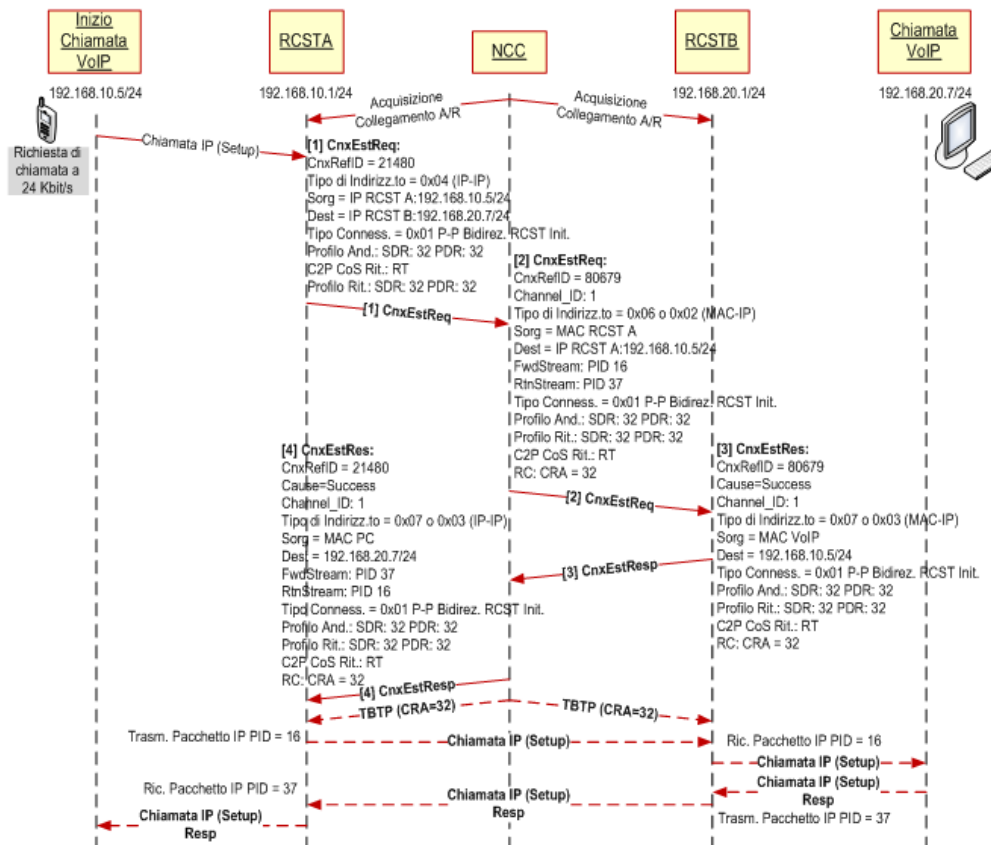 Inizio
Chiamata
VoIP
RCSTA
NCC
RCSTB
Chiamata
VoIP
192.168.10.5/24
192.168.10.1/24
192.168.20.1/24
192.168.20.7/24
Acquisizione
Collegamento A/R
Acquisizione
Collegamento A/R
Richiesta di
chiamata a
24 Kbit/s
Chiamata IP (Setup)
[1] CnxEstReq:
CnxRefID = 21480
Tipo di Indirizz.to = 0x04 (IP-IP)
Sorg = IP RCST A:192.168.10.5/24
Dest = IP RCST B:192.168.20.7/24
Tipo Conness. = 0x01 P-P Bidirez. RCST Init.
Profilo And.: SDR: 32 PDR: 32
C2P CoS Rit.: RT
Profilo Rit.: SDR: 32 PDR: 32
[1] CnxEstReq
[2] CnxEstReq:
CnxRefID = 80679
Channel_ID: 1
Tipo di Indirizz.to = 0x06 o 0x02 (MAC-IP)
Sorg = MAC RCST A
Dest = IP RCST A:192.168.10.5/24
FwdStream: PID 16
RtnStream: PID 37
Tipo Conness. = 0x01 P-P Bidirez. RCST Init.
Profilo And.: SDR: 32 PDR: 32
Profilo Rit.: SDR: 32 PDR: 32
C2P CoS Rit.: RT
RC: CRA = 32
[2] CnxEstReq
[3] CnxEstRes:
CnxRefID = 80679
Cause=Success
Channel_ID: 1
Tipo di Indirizz.to = 0x07 o 0x03 (MAC-IP)
Sorg = MAC VoIP
Dest = 192.168.10.5/24
Tipo Conness. = 0x01 P-P Bidirez. RCST Init.
Profilo And.: SDR: 32 PDR: 32
Profilo Rit.: SDR: 32 PDR: 32
C2P CoS Rit.: RT
RC: CRA = 32
[3] CnxEstResp
[4] CnxEstRes:
CnxRefID = 21480
Cause=Success
Channel_ID: 1
Tipo di Indirizz.to = 0x07 o 0x03 (IP-IP)
Sorg = MAC PC
Dest = 192.168.20.7/24
FwdStream: PID 37
RtnStream: PID 16
Tipo Conness. = 0x01 P-P Bidirez. RCST Init.
Profilo And.: SDR: 32 PDR: 32
Profilo Rit.: SDR: 32 PDR: 32
C2P CoS Rit.: RT
RC: CRA = 32
[4] CnxEstResp
TBTP (CRA=32)
TBTP (CRA=32)
Trasm. Pacchetto IP PID = 16
Chiamata IP (Setup)
Ric. Pacchetto IP PID = 16
Chiamata IP (Setup)
Chiamata IP (Setup)
Resp
Trasm. Pacchetto IP PID = 37
Ric. Pacchetto IP PID = 37
Chiamata IP (Setup)
Resp
Chiamata IP (Setup)
Resp